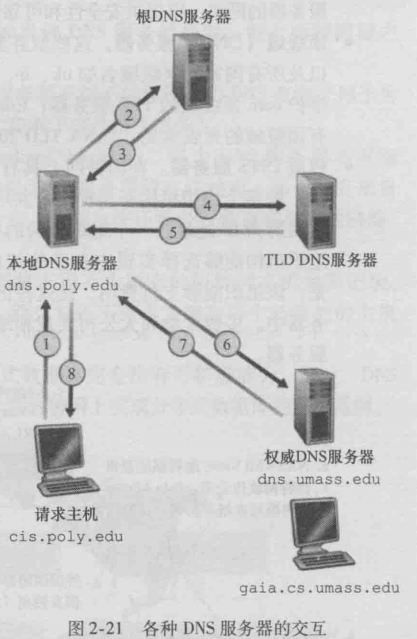 根DNS服务器
2
3
4
5
本地DNS服务器
dns.poly.edu
TLD DNS服务器
1
8
7
6
权威DNS服务器
dns.umass.edu
请求主机
cis.poly.edu
gaia.cs.umass.edu
图2-21 各种DNS服务器的交互